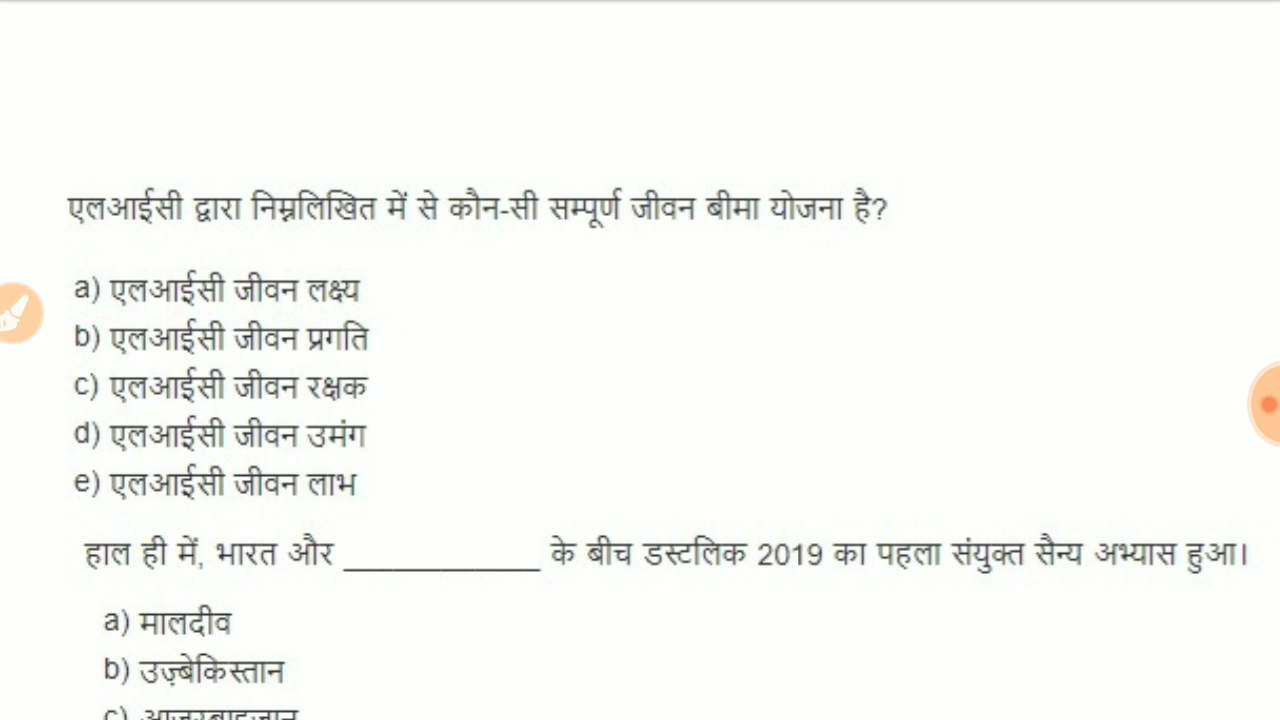 एलआईसी द्वारा निम्नलिखित में से कौन-सी सम्पूर्ण जीवन बीमा योजना है?
a) एलआईसी जीवन लक्ष्य
b) एलआईसी जीवन प्रगति
c) एलआईसी जीवन रक्षक
d) एलआईसी जीवन उमंग
e) एलआईसी जीवन लाभ
हाल ही में, भारत और ____________ के बीच डस्टलिक 2019 का पहला संयुक्त सैन्य अभ्यास हुआ।
a) मालदीव
b) उज़्बेकिस्तान